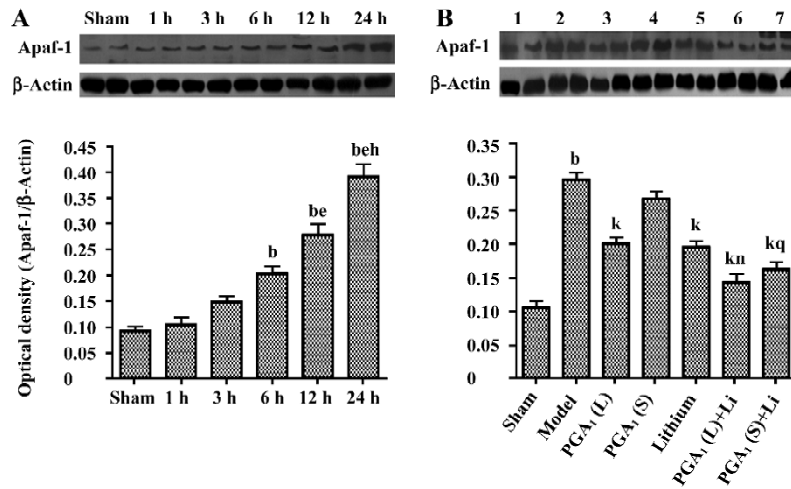 A Sham 1 h 3 h 6 h 12 h 24 h
Apaf-1
β-Actin
Optical density (Apaf-1/β-Actin)
0.45
0.40
0.35
0.30
0.25
0.20
0.15
0.10
0.05
0
b
be
beh
Sham 1 h 3 h 6 h 12 h 24 h
B 1 2 3 4 5 6 7
Apaf-1
β-Actin
0.35
0.30
0.25
0.20
0.15
0.10
0.05
0
b
k
k
kn
kq
Sham
Model
PGA₁ (L)
PGA₁ (S)
Lithium
PGA₁ (L)+Li
PGA₁ (S)+Li